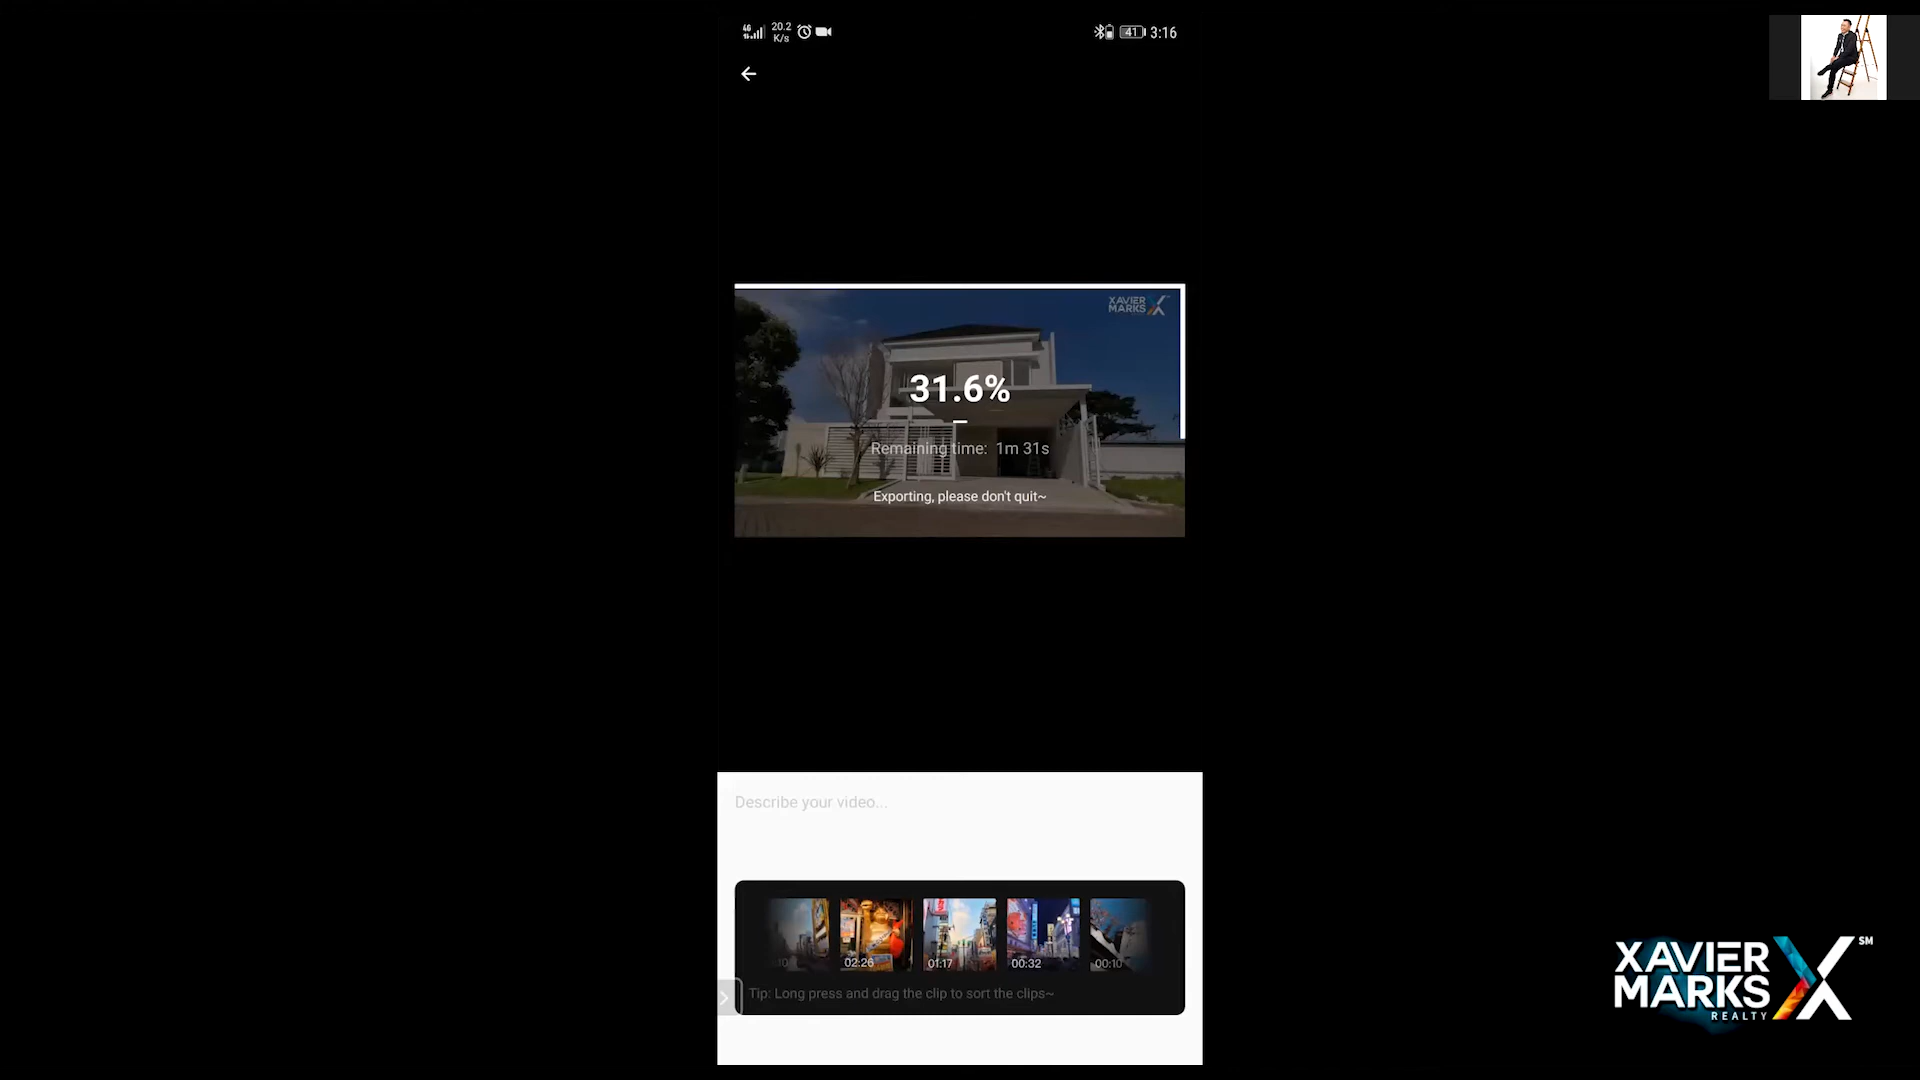 4G
20.2
K/s
41
3:16
XAVIER
MARKS
31.6%
Remaining time: 1m 31s
Exporting, please don't quit~
Describe your video...
02:26
01:17
00:32
00:10
Tip: Long press and drag the clip to sort the clips~
XAVIER
MARKS
REALTY
SM